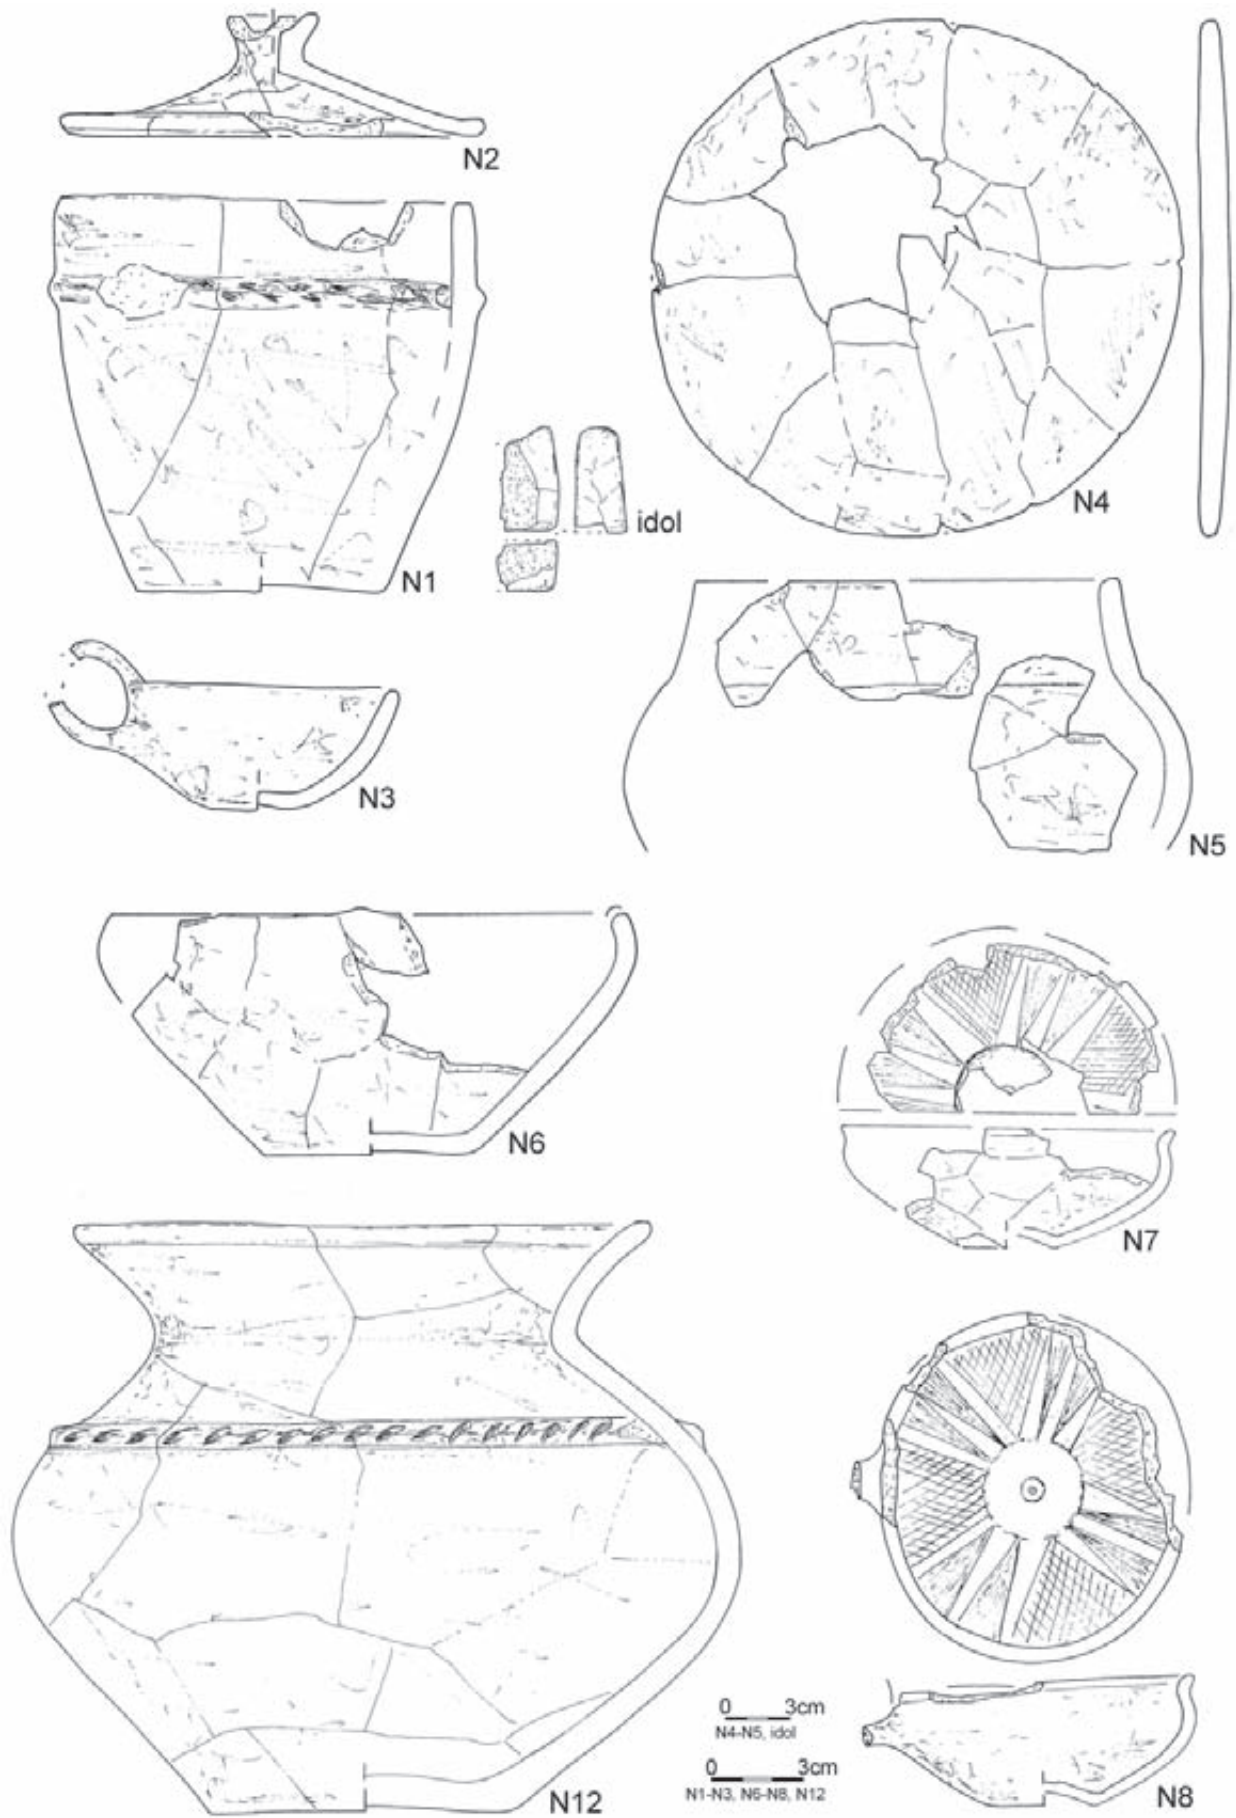 N2
N4
idol
N1
N3
N5
N6
N7
0 3cm
N4-N5, idol
0 3cm
N1-N3, N6-N8, N12
N12
N8